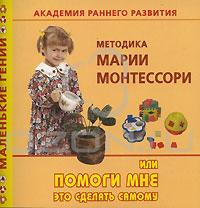 АКАДЕМИЯ РАННЕГО РАЗВИТИЯ
МАЛЕНЬКИЕ ГЕНИИ
МЕТОДИКА
МАРИИ
МОНТЕССОРИ
ИЛИ
ПОМОГИ МНЕ
ЭТО СДЕЛАТЬ САМОМУ